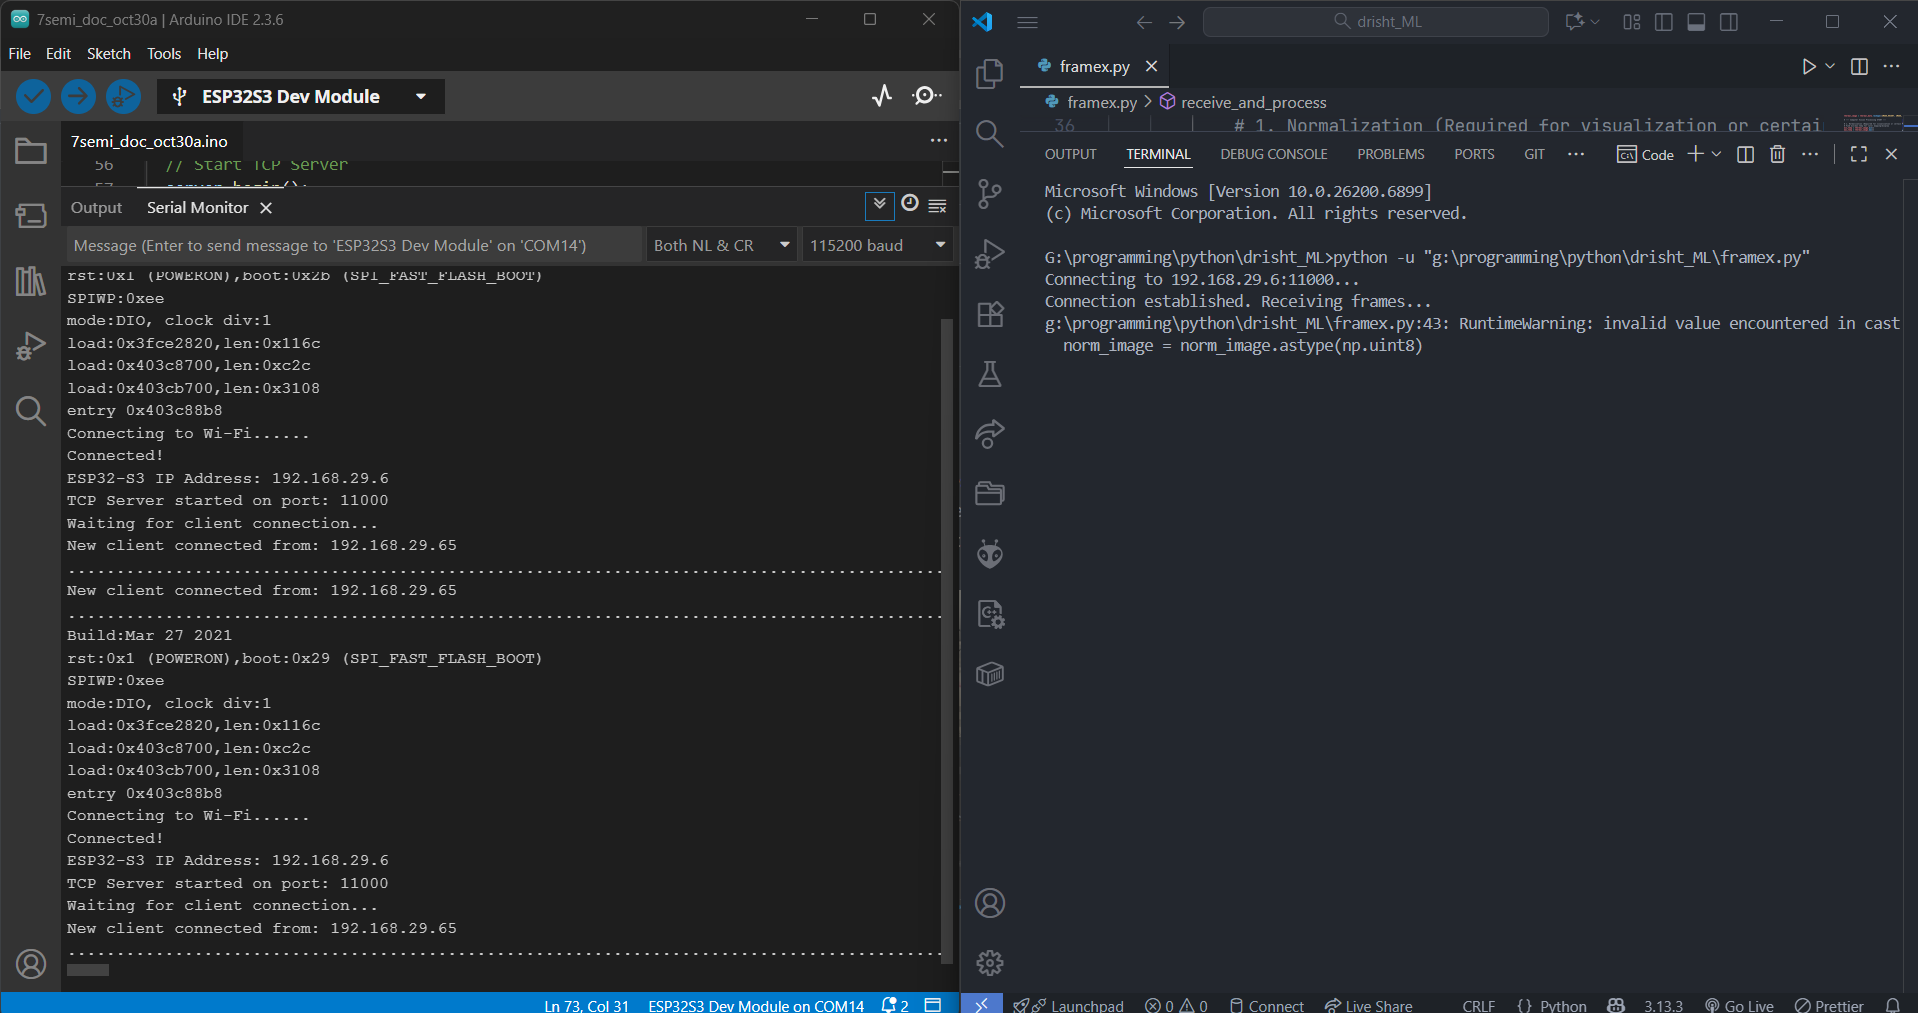 7semi_doc_oct30a | Arduino IDE 2.3.6
File Edit Sketch Tools Help
ESP32S3 Dev Module
7semi_doc_oct30a.ino
56 // Start TCP Server
57 server.begin();
Output Serial Monitor
Message (Enter to send message to 'ESP32S3 Dev Module' on 'COM14') Both NL & CR 115200 baud
rst:0x1 (POWERON),boot:0x2b (SPI_FAST_FLASH_BOOT)
SPIWP:0xee
mode:DIO, clock div:1
load:0x3fce2820,len:0x116c
load:0x403c8700,len:0xc2c
load:0x403cb700,len:0x3108
entry 0x403c88b8
Connecting to Wi-Fi......
Connected!
ESP32-S3 IP Address: 192.168.29.6
TCP Server started on port: 11000
Waiting for client connection...
New client connected from: 192.168.29.65
..........................................................................................
New client connected from: 192.168.29.65
..........................................................................................
Build:Mar 27 2021
rst:0x1 (POWERON),boot:0x29 (SPI_FAST_FLASH_BOOT)
SPIWP:0xee
mode:DIO, clock div:1
load:0x3fce2820,len:0x116c
load:0x403c8700,len:0xc2c
load:0x403cb700,len:0x3108
entry 0x403c88b8
Connecting to Wi-Fi......
Connected!
ESP32-S3 IP Address: 192.168.29.6
TCP Server started on port: 11000
Waiting for client connection...
New client connected from: 192.168.29.65
..........................................................................................
Ln 73, Col 31 ESP32S3 Dev Module on COM14 2
drisht_ML
framex.py
framex.py > receive_and_process
36 # 1. Normalization (Required for visualization or certai
OUTPUT TERMINAL DEBUG CONSOLE PROBLEMS PORTS GIT ... Code
Microsoft Windows [Version 10.0.26200.6899]
(c) Microsoft Corporation. All rights reserved.
G:\programming\python\drisht_ML>python -u "g:\programming\python\drisht_ML\framex.py"
Connecting to 192.168.29.6:11000...
Connection established. Receiving frames...
g:\programming\python\drisht_ML\framex.py:43: RuntimeWarning: invalid value encountered in cast
norm_image = norm_image.astype(np.uint8)
Launchpad 0 0 Connect Live Share CRLF {} Python 3.13.3 Go Live Prettier